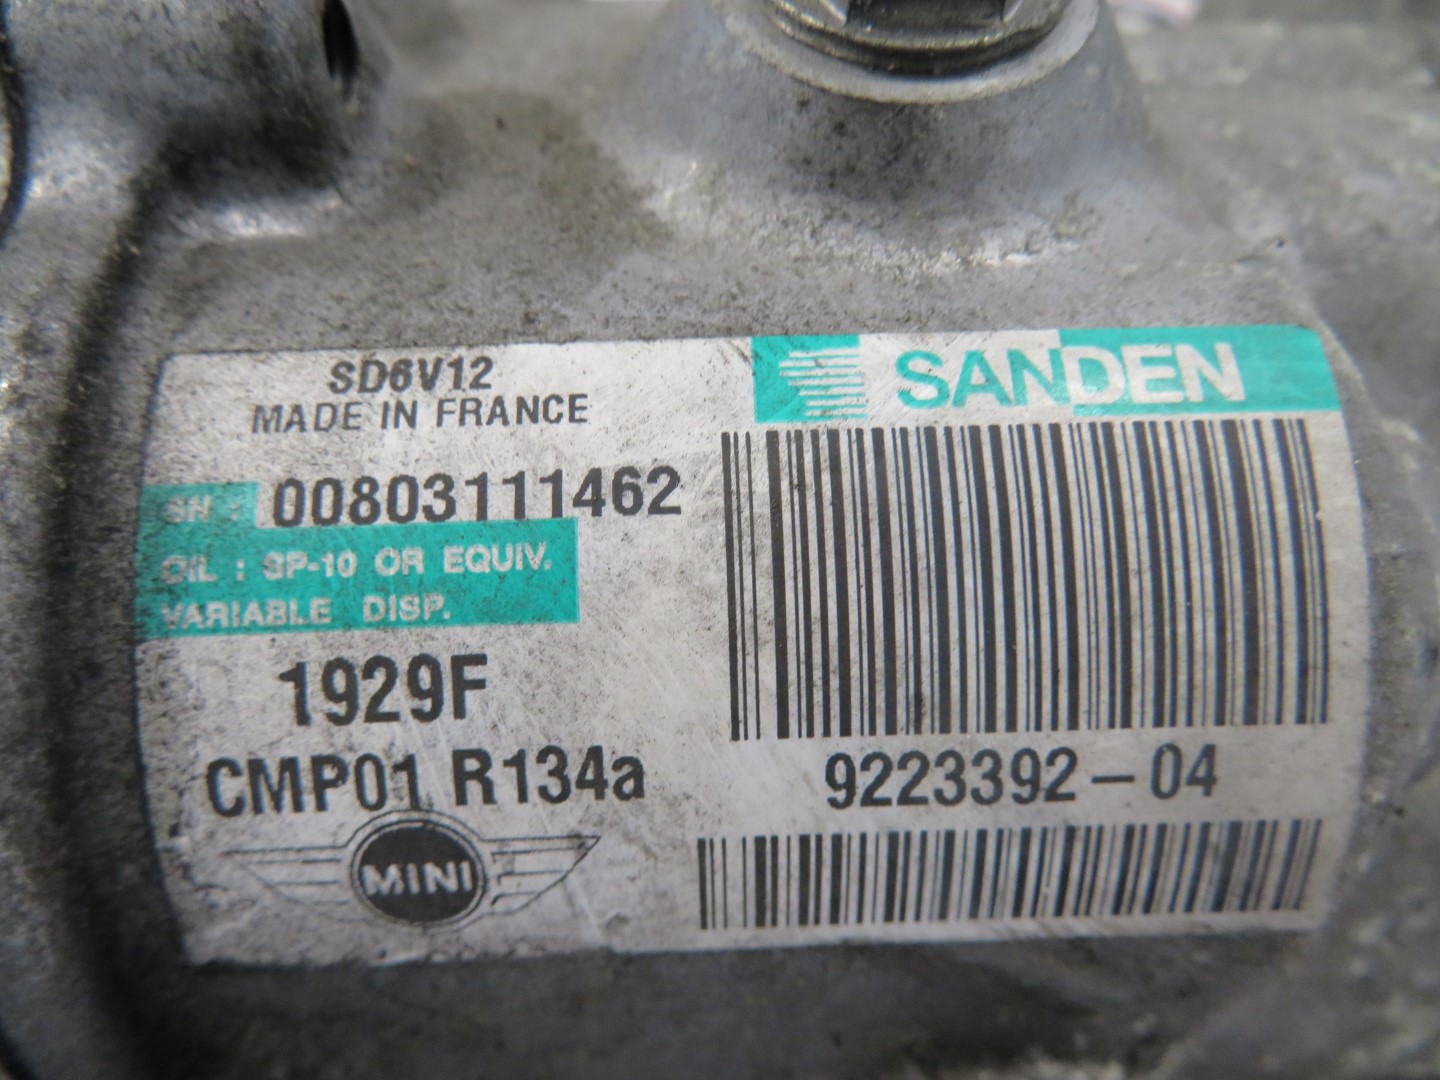 SD6V12
MADE IN FRANCE
SANDEN
SN : 00803111462
OIL : SP-10 OR EQUIV.
VARIABLE DISP.
1929F
CMP01 R134a
9223392-04
MINI